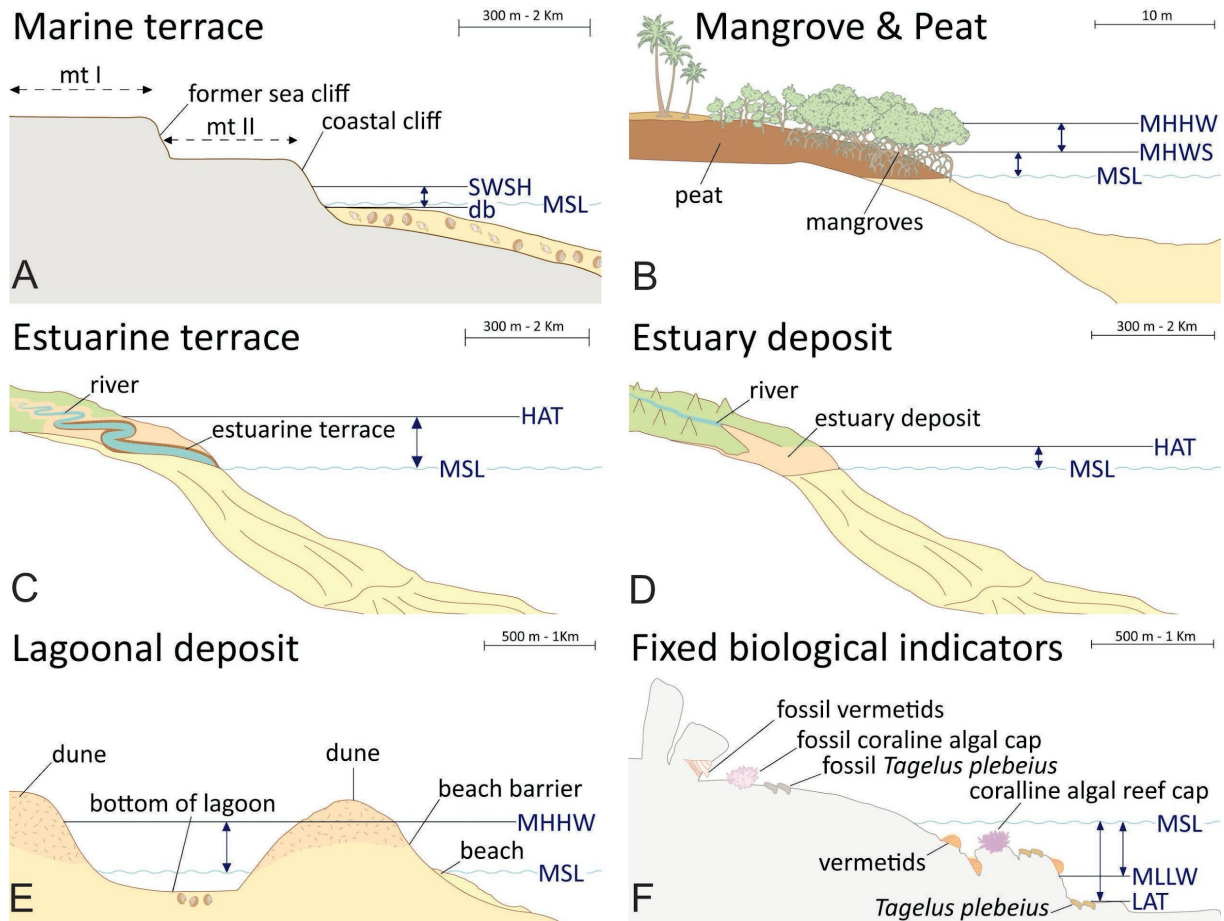 Marine terrace
300 m - 2 Km
mt I
former sea cliff
mt II
coastal cliff
SWSH
MSL
db
A
Mangrove & Peat
10 m
MHHW
MHWS
MSL
peat
mangroves
B
Estuarine terrace
300 m - 2 Km
river
HAT
estuarine terrace
MSL
C
Estuary deposit
300 m - 2 Km
river
estuary deposit
HAT
MSL
D
Lagoonal deposit
500 m - 1Km
dune
dune
bottom of lagoon
beach barrier
MHHW
beach
MSL
E
Fixed biological indicators
500 m - 1 Km
fossil vermetids
fossil coraline algal cap
fossil Tagelus plebeius
coralline algal reef cap
MSL
vermetids
MLLW
Tagelus plebeius
LAT
F